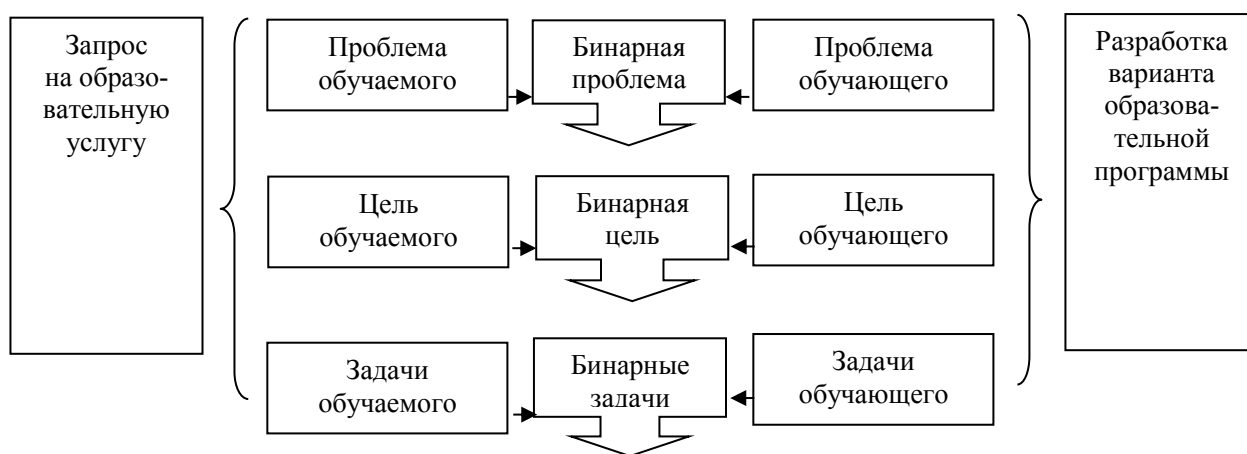 Запрос
на образо-
вательную
услугу
Проблема
обучаемого
Бинарная
проблема
Проблема
обучающего
Цель
обучаемого
Бинарная
цель
Цель
обучающего
Задачи
обучаемого
Бинарные
задачи
Задачи
обучающего
Разработка
варианта
образова-
тельной
программы